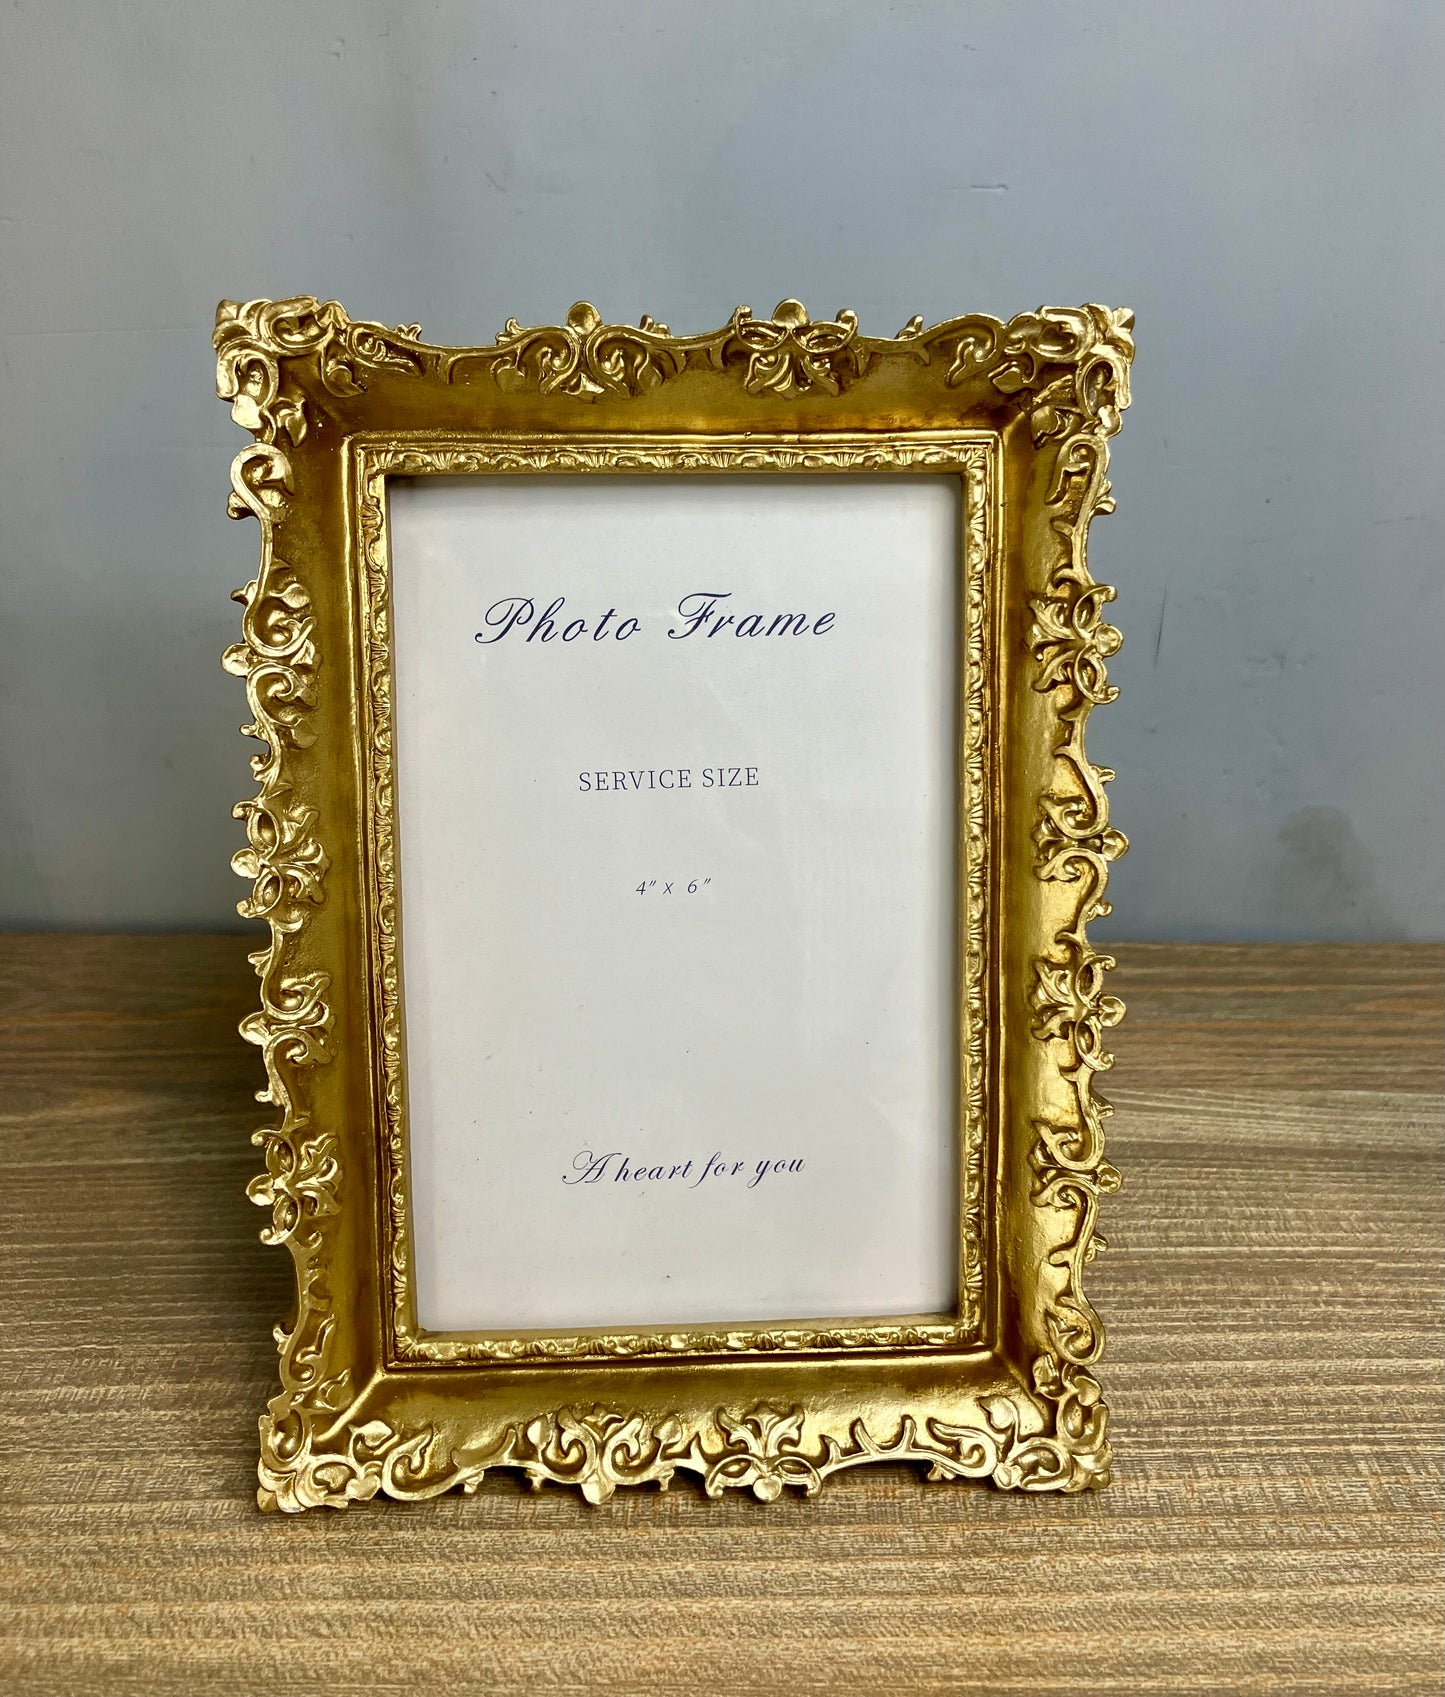 Photo Frame
SERVICE SIZE
4" x 6"
A heart for you